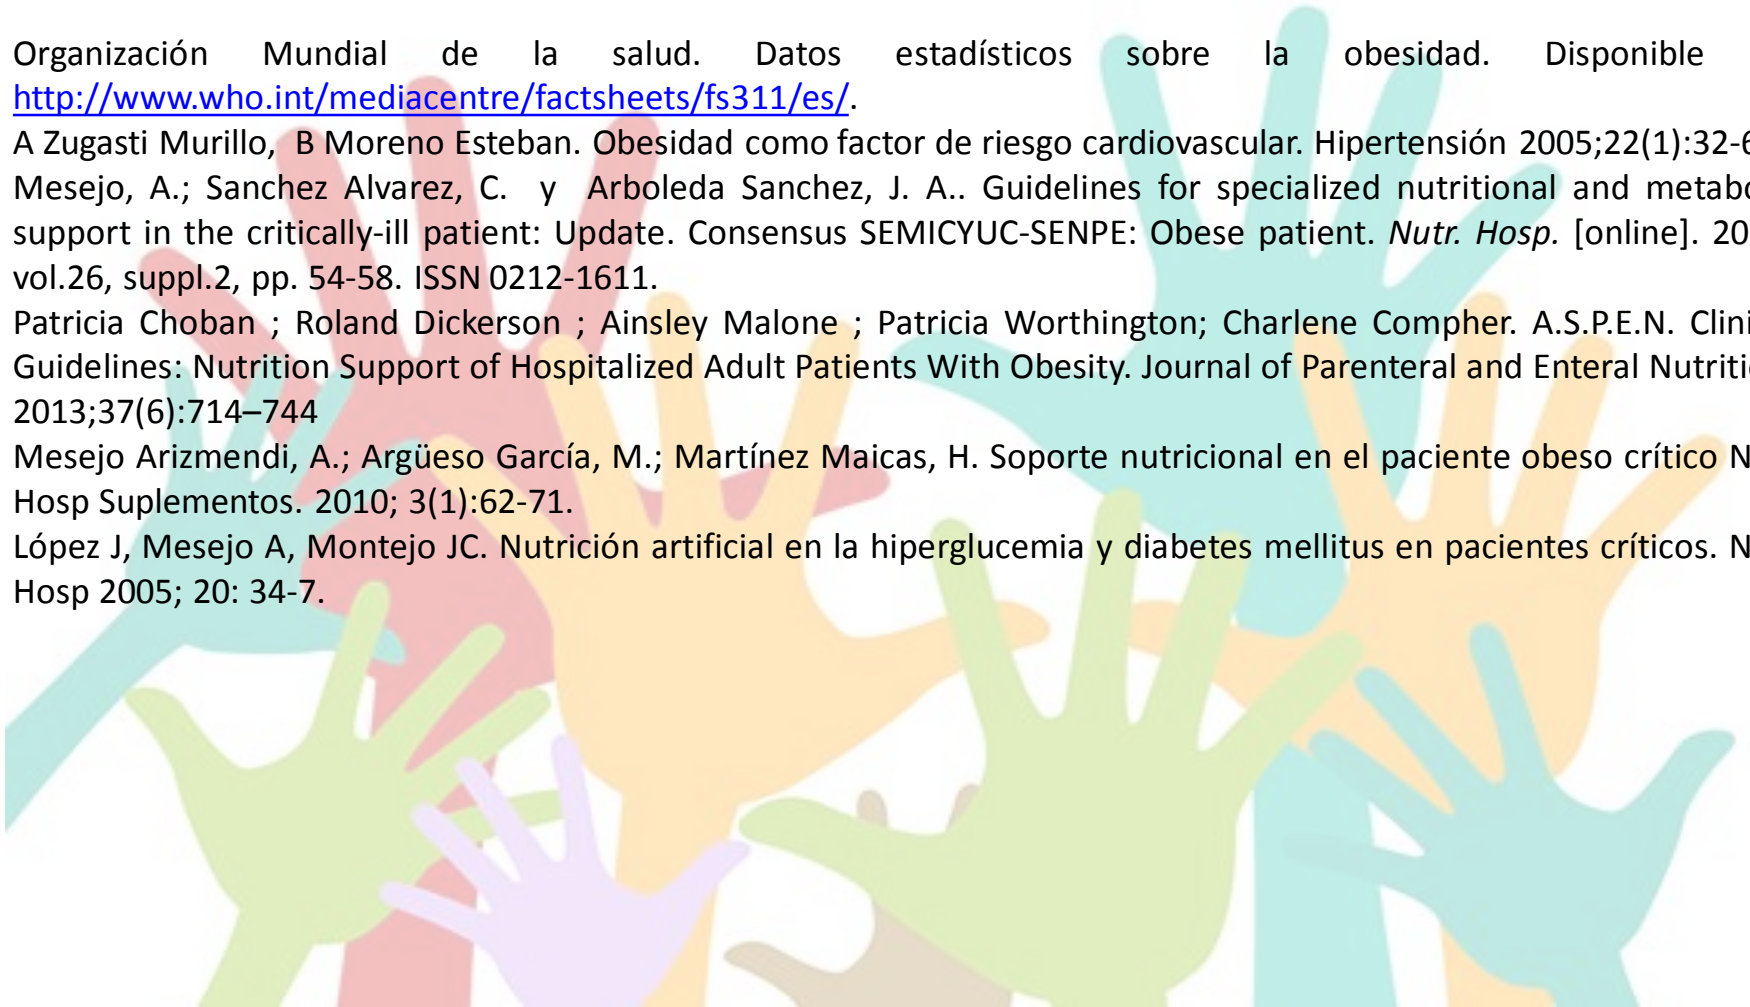 Organización Mundial de la salud. Datos estadísticos sobre la obesidad. Disponible
http://www.who.int/mediacentre/factsheets/fs311/es/.
A Zugasti Murillo, B Moreno Esteban. Obesidad como factor de riesgo cardiovascular. Hipertensión 2005;22(1):32-
Mesejo, A.; Sanchez Alvarez, C. y Arboleda Sanchez, J. A.. Guidelines for specialized nutritional and
support in the critically-ill patient: Update. Consensus SEMICYUC-SENPE: Obese patient. Nutr. Hosp. [online].
vol.26, suppl.2, pp. 54-58. ISSN 0212-1611.
Patricia Choban ; Roland Dickerson ; Ainsley Malone ; Patricia Worthington; Charlene Compher. A.S.P.E.N.
Guidelines: Nutrition Support of Hospitalized Adult Patients With Obesity. Journal of Parenteral and Enteral
2013;37(6):714–744
Mesejo Arizmendi, A.; Argüeso García, M.; Martínez Maicas, H. Soporte nutricional en el paciente obeso crítico
Hosp Suplementos. 2010; 3(1):62-71.
López J, Mesejo A, Montejo JC. Nutrición artificial en la hiperglucemia y diabetes mellitus en pacientes críticos.
Hosp 2005; 20: 34-7.